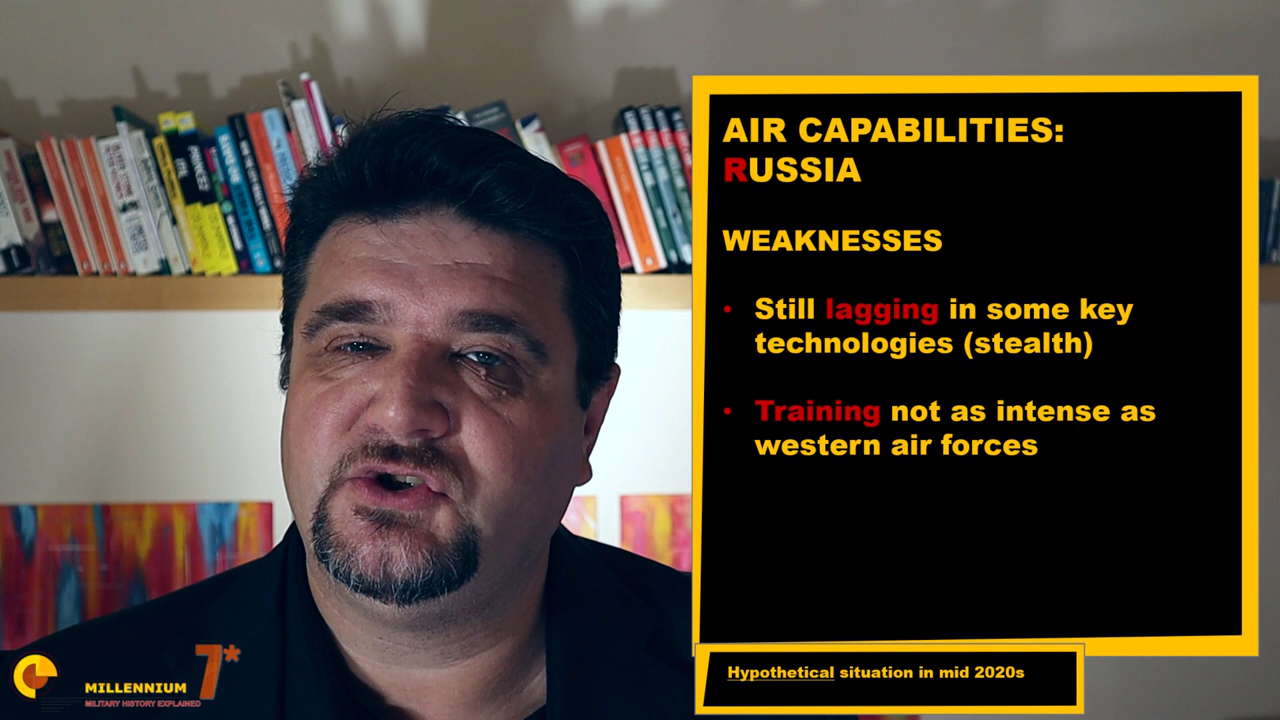 AIR CAPABILITIES:
RUSSIA
WEAKNESSES
• Still lagging in some key
technologies (stealth)
• Training not as intense as
western air forces
Hypothetical situation in mid 2020s
MILLENNIUM 7*
MILITARY HISTORY EXPLAINED